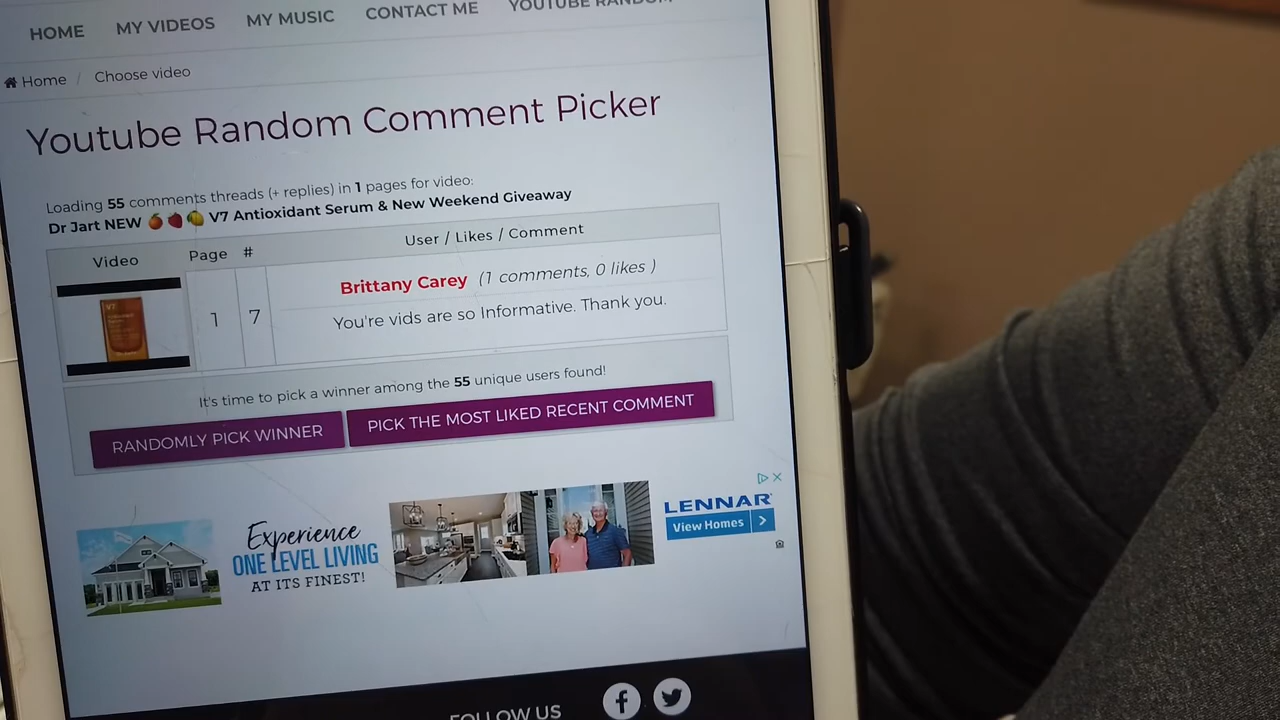 HOME MY VIDEOS MY MUSIC CONTACT ME YOUTUBE RANDOM
Home / Choose video
Youtube Random Comment Picker
Loading 55 comments threads (+ replies) in 1 pages for video:
Dr Jart NEW 🍊🍓🍋 V7 Antioxidant Serum & New Weekend Giveaway
Video Page # User / Likes / Comment
V7
1 7 Brittany Carey (1 comments, 0 likes )
You're vids are so Informative. Thank you.
It's time to pick a winner among the 55 unique users found!
RANDOMLY PICK WINNER PICK THE MOST LIKED RECENT COMMENT
Experience
ONE LEVEL LIVING
AT ITS FINEST!
LENNAR
View Homes
FOLLOW US